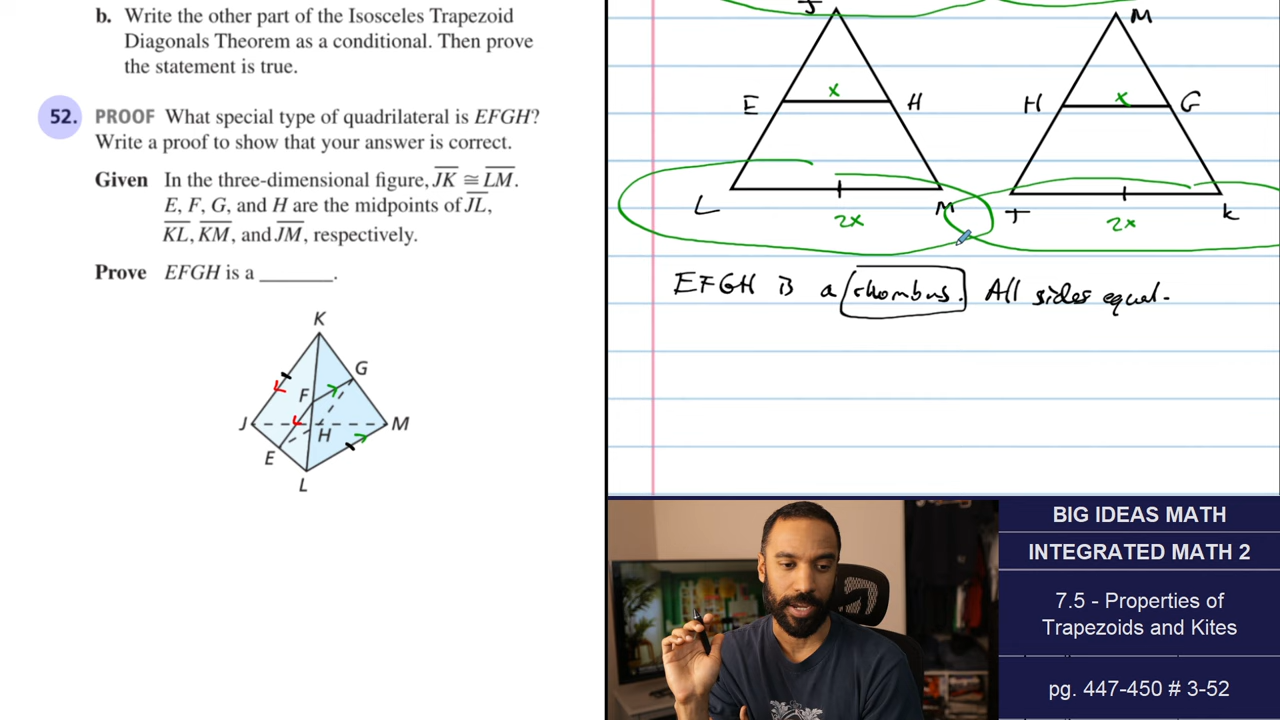 b. Write the other part of the Isosceles Trapezoid
Diagonals Theorem as a conditional. Then prove
the statement is true.
52. PROOF What special type of quadrilateral is EFGH?
Write a proof to show that your answer is correct.
Given In the three-dimensional figure, JK ≅ LM.
E, F, G, and H are the midpoints of JL,
KL, KM, and JM, respectively.
Prove EFGH is a _______.
K
G
F
J
H
M
E
L
J
E
x
H
L
2x
M
M
H
x
G
J
2x
K
EFGH is a rhombus. All sides equal.
BIG IDEAS MATH
INTEGRATED MATH 2
7.5 - Properties of
Trapezoids and Kites
pg. 447-450 # 3-52